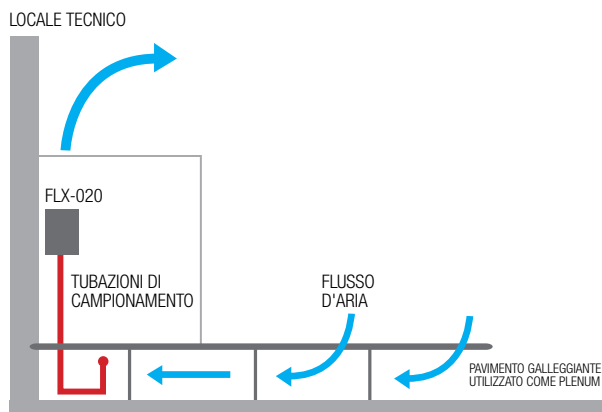 LOCALE TECNICO
FLX-020
TUBAZIONI DI
CAMPIONAMENTO
FLUSSO
D'ARIA
PAVIMENTO GALLEGGIANTE
UTILIZZATO COME PLENUM